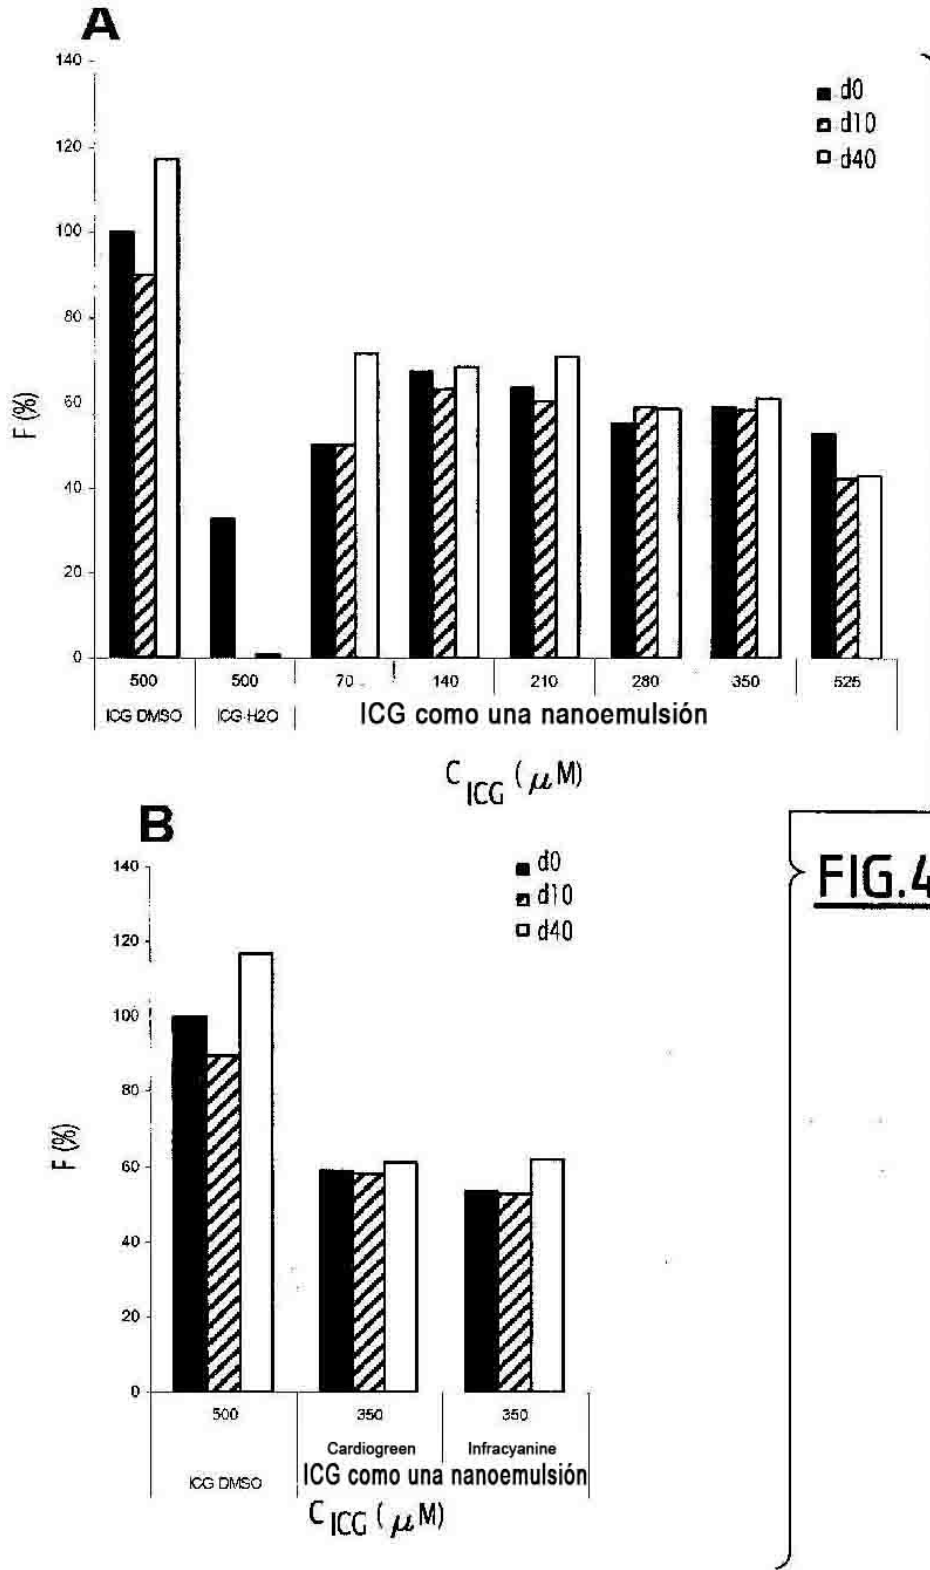 A
140
120
100
80
60
40
20
0
F (%)
d0
d10
d40
500 500 70 140 210 280 350 525
ICG DMSO ICG H2O ICG como una nanoemulsión
C ICG (μM)
B
140
120
100
80
60
40
20
0
F (%)
d0
d10
d40
FIG.4
500 350 350
Cardiogreen Infracyanine
ICG DMSO ICG como una nanoemulsión
C ICG (μM)